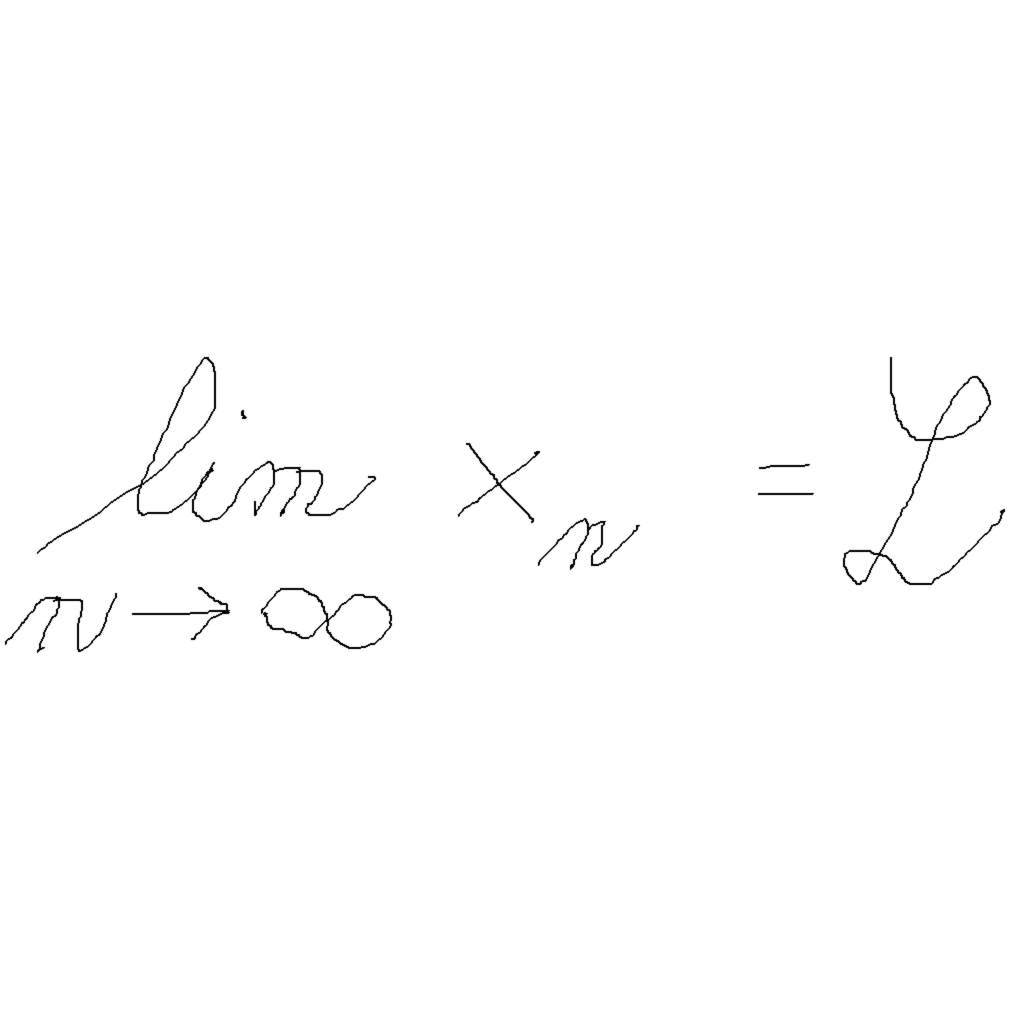 lim xₙ = ℒ
n → ∞